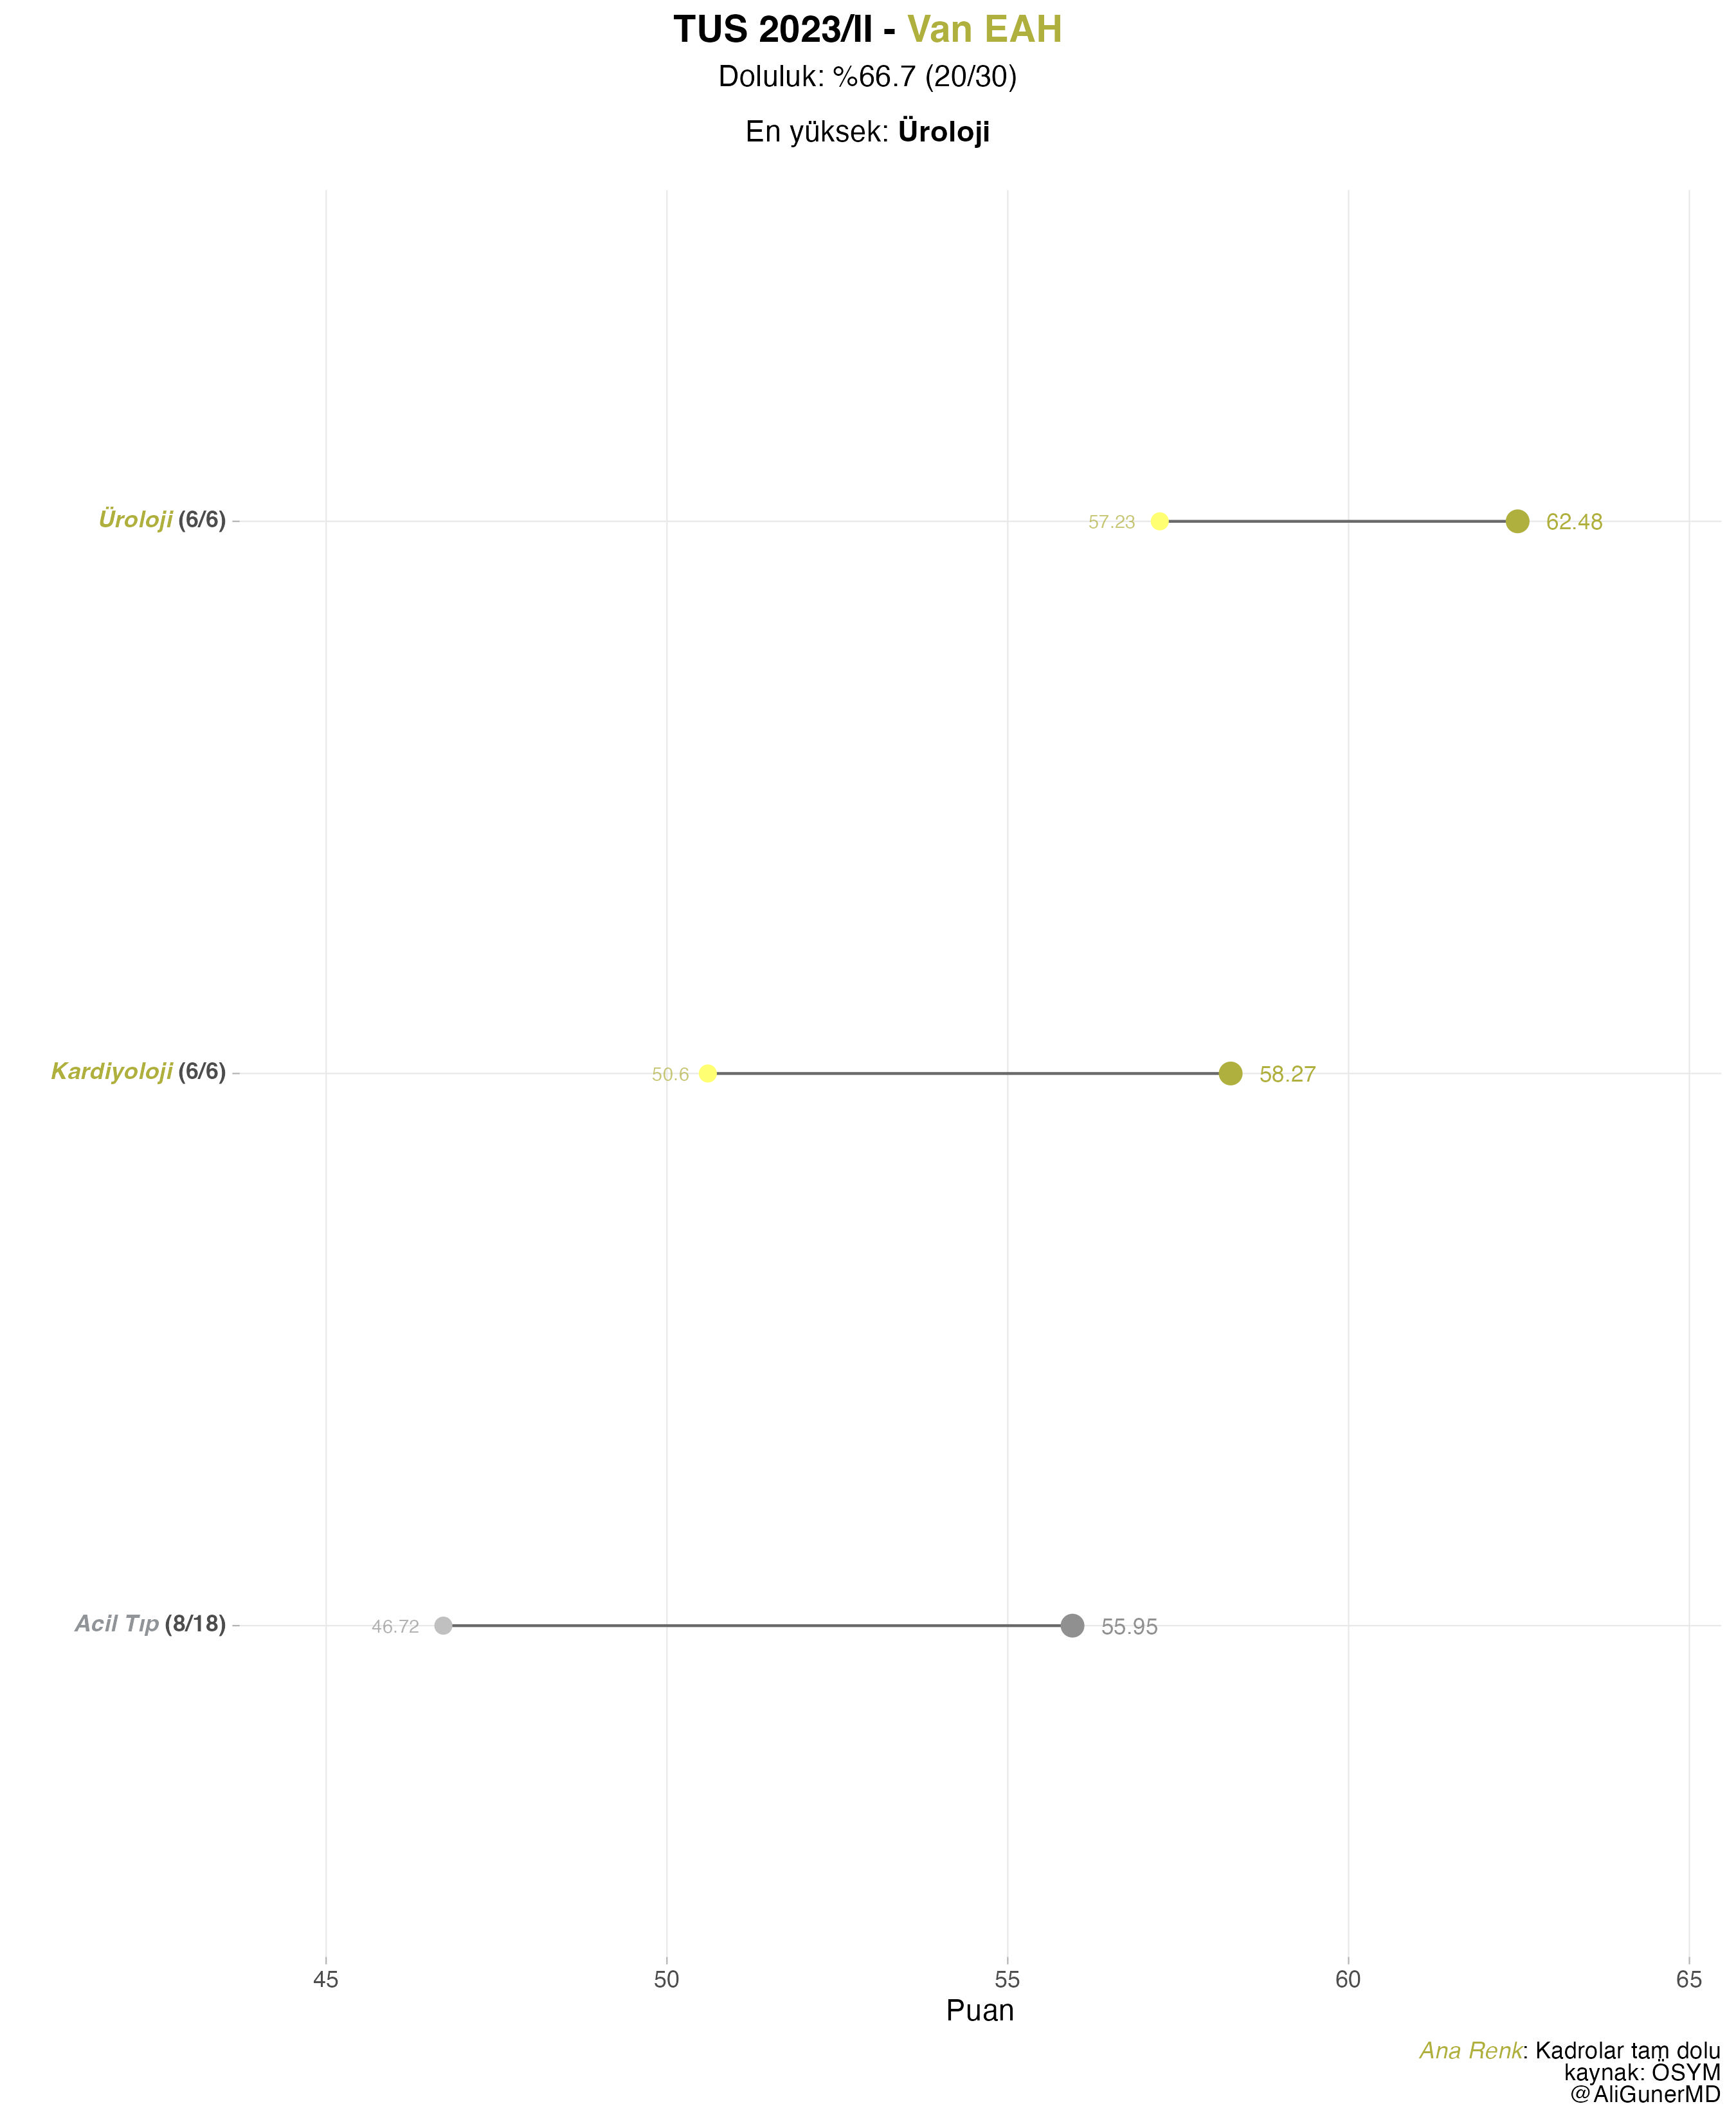 TUS 2023/II - Van EAH
Doluluk: %66.7 (20/30)
En yüksek: Üroloji
Üroloji (6/6)
57.23
62.48
Kardiyoloji (6/6)
50.6
58.27
Acil Tıp (8/18)
46.72
55.95
45
50
55
60
65
Puan
Ana Renk: Kadrolar tam dolu
kaynak: ÖSYM
@AliGunerMD